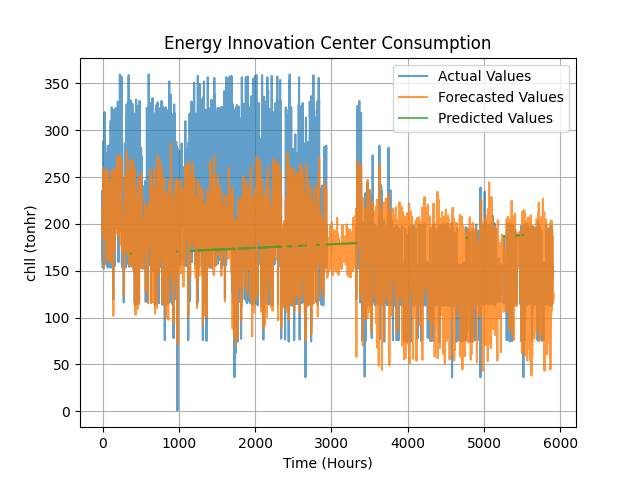 Energy Innovation Center Consumption
Actual Values
Forecasted Values
Predicted Values
chll (tonhr)
350
300
250
200
150
100
50
0
0 1000 2000 3000 4000 5000 6000
Time (Hours)